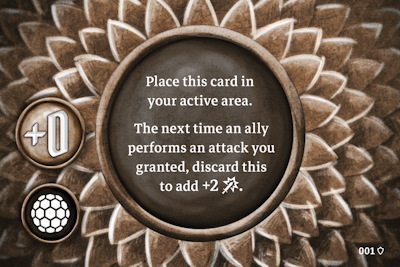 Place this card in
your active area.
The next time an ally
performs an attack you
granted, discard this
to add +2 .
+0
001